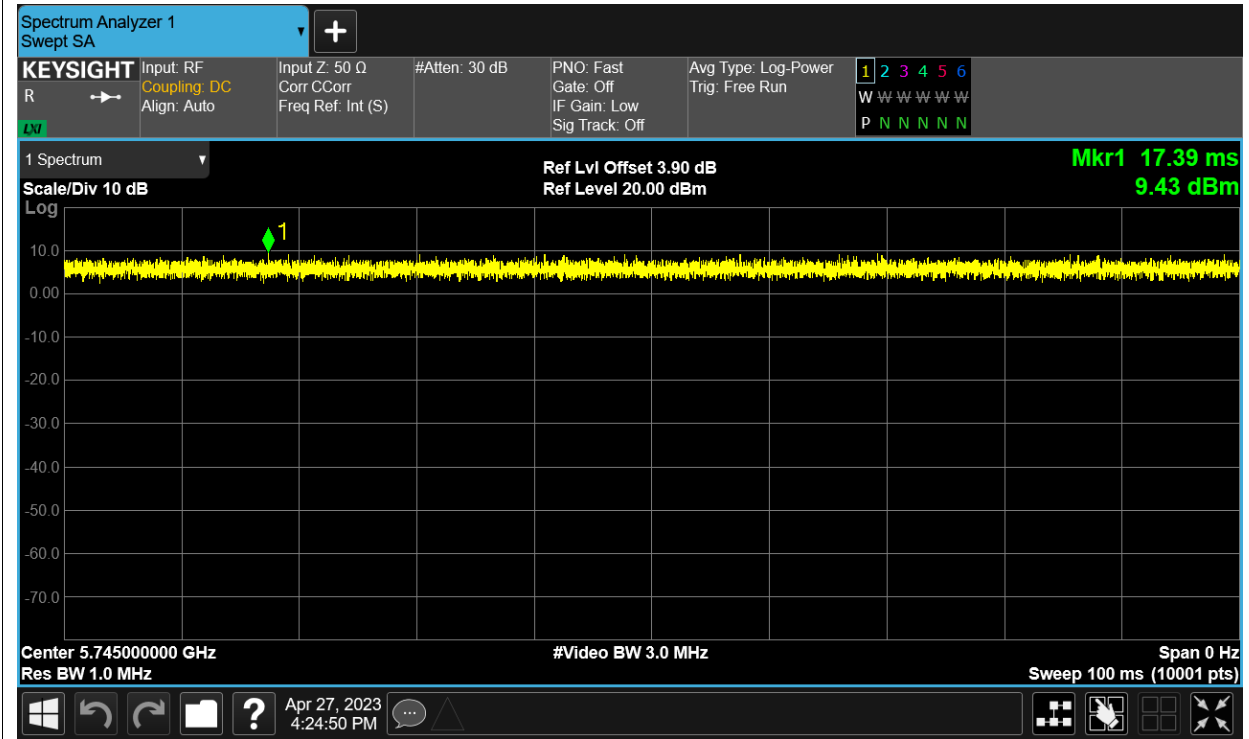 Spectrum Analyzer 1
Swept SA
KEYSIGHT
R
LXI
Input: RF
Coupling: DC
Align: Auto
Input Z: 50 Ω
Corr CCorr
Freq Ref: Int (S)
#Atten: 30 dB
PNO: Fast
Gate: Off
IF Gain: Low
Sig Track: Off
Avg Type: Log-Power
Trig: Free Run
1 2 3 4 5 6
W W W W W W
P N N N N N
1 Spectrum
Scale/Div 10 dB
Ref Lvl Offset 3.90 dB
Ref Level 20.00 dBm
Mkr1 17.39 ms
9.43 dBm
Log
1
10.0
0.00
-10.0
-20.0
-30.0
-40.0
-50.0
-60.0
-70.0
Center 5.745000000 GHz
Res BW 1.0 MHz
#Video BW 3.0 MHz
Span 0 Hz
Sweep 100 ms (10001 pts)
?
Apr 27, 2023
4:24:50 PM